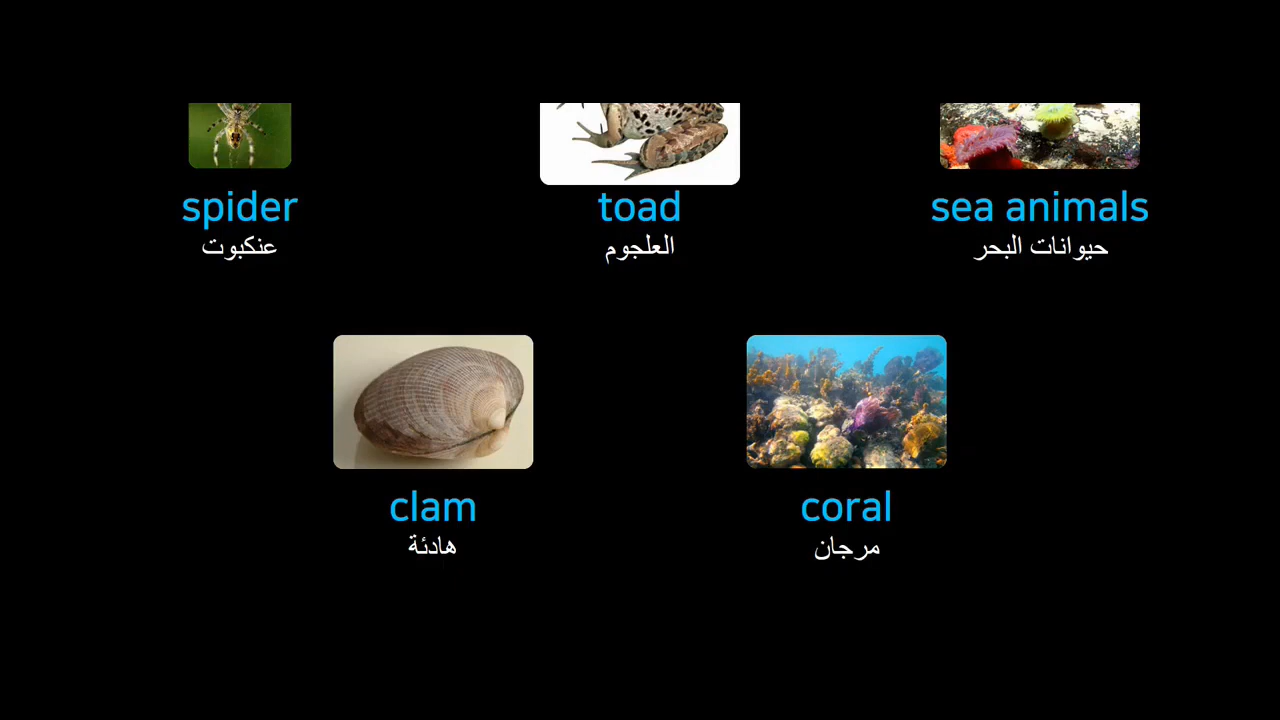 spider
عنكبوت
toad
العلجوم
sea animals
حيوانات البحر
clam
هادئة
coral
مرجان